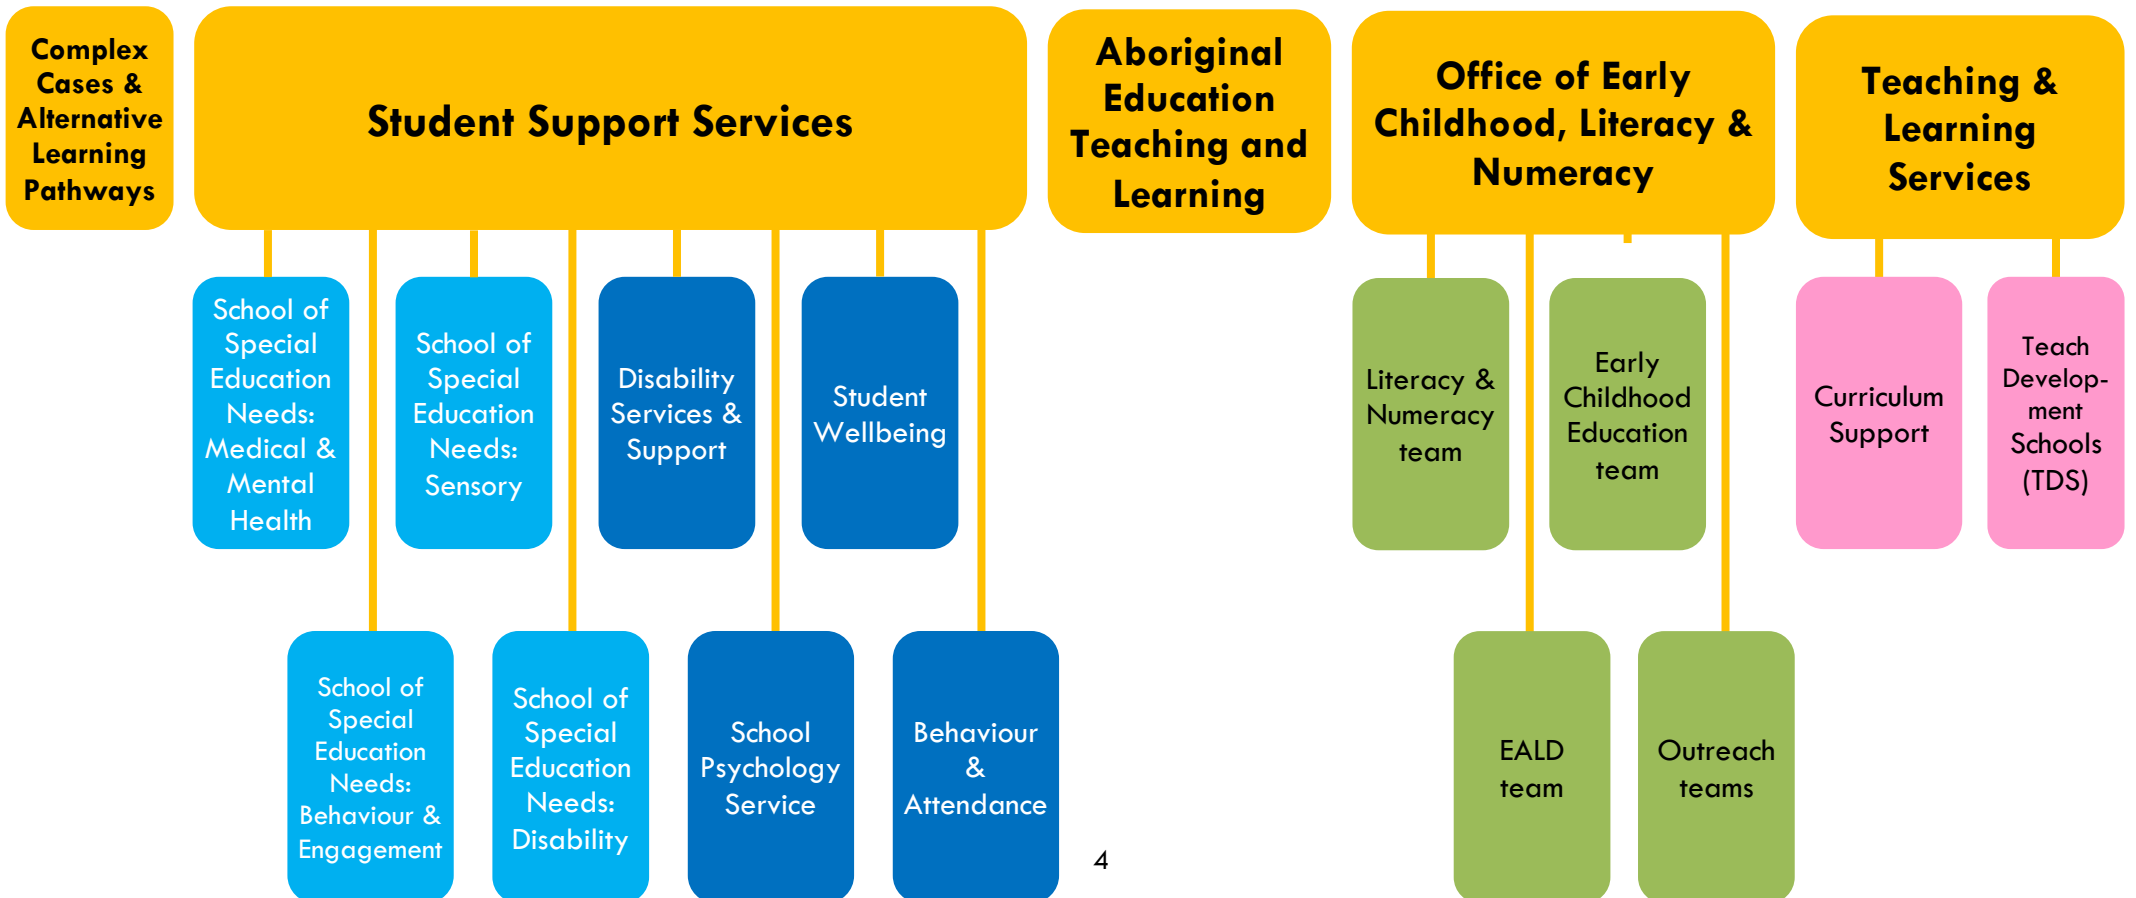 Complex
Cases &
Alternative
Learning
Pathways
Student Support Services
Aboriginal
Education
Teaching and
Learning
Office of Early
Childhood, Literacy &
Numeracy
Teaching &
Learning
Services
School of
Special
Education
Needs:
Medical &
Mental
Health
School of
Special
Education
Needs:
Sensory
Disability
Services &
Support
Student
Wellbeing
Literacy &
Numeracy
team
Early
Childhood
Education
team
Curriculum
Support
Teach
Develop-
ment
Schools
(TDS)
School of
Special
Education
Needs:
Behaviour &
Engagement
School of
Special
Education
Needs:
Disability
School
Psychology
Service
Behaviour
&
Attendance
EALD
team
Outreach
teams
4